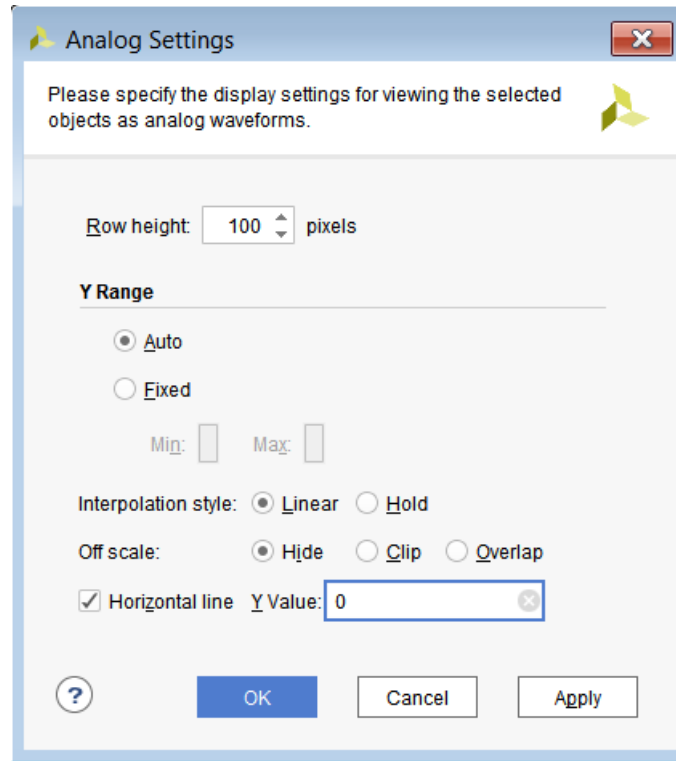 Analog Settings
Please specify the display settings for viewing the selected
objects as analog waveforms.
Row height: 100 pixels
Y Range
Auto
Fixed
Min: Max:
Interpolation style: Linear Hold
Off scale: Hide Clip Overlap
Horizontal line Y Value: 0
? OK Cancel Apply